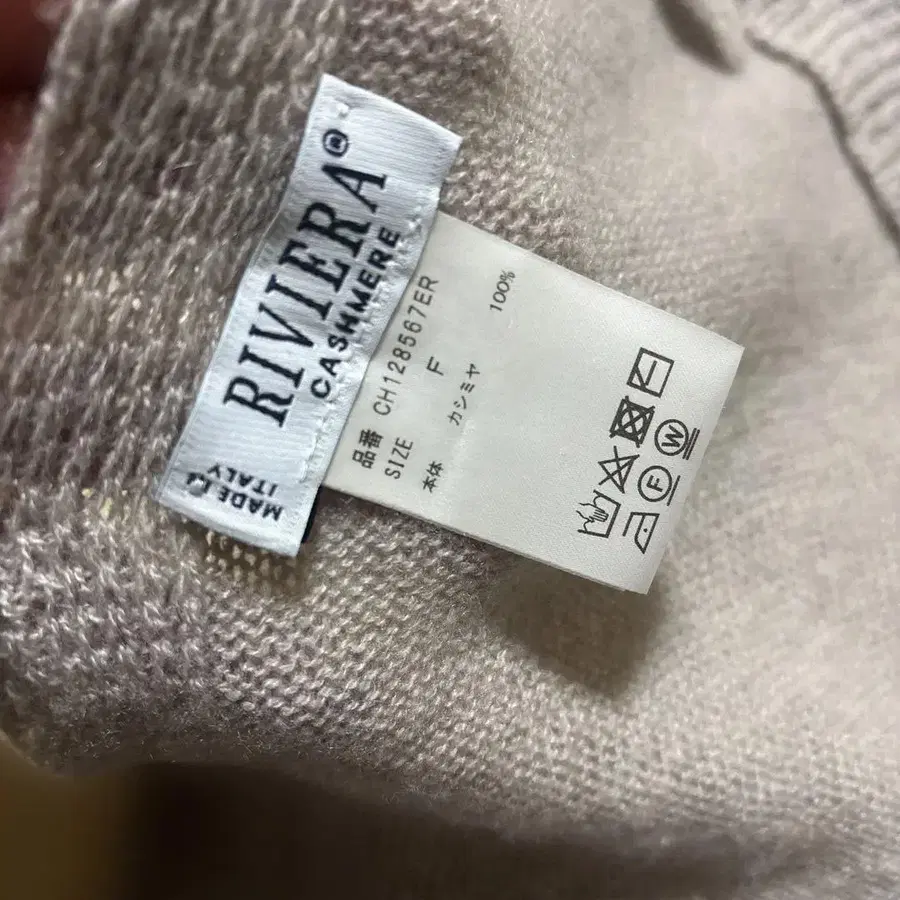 RIVIERA®
CASHMERE
MADE IN
ITALY
品番 CH128567ER
SIZE F
本体 カシミヤ 100%
F W